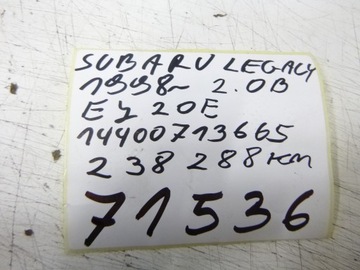 SUBARU LEGACY
1998~ 2.0B
EJ20E
14400713665
238 288 km
71536